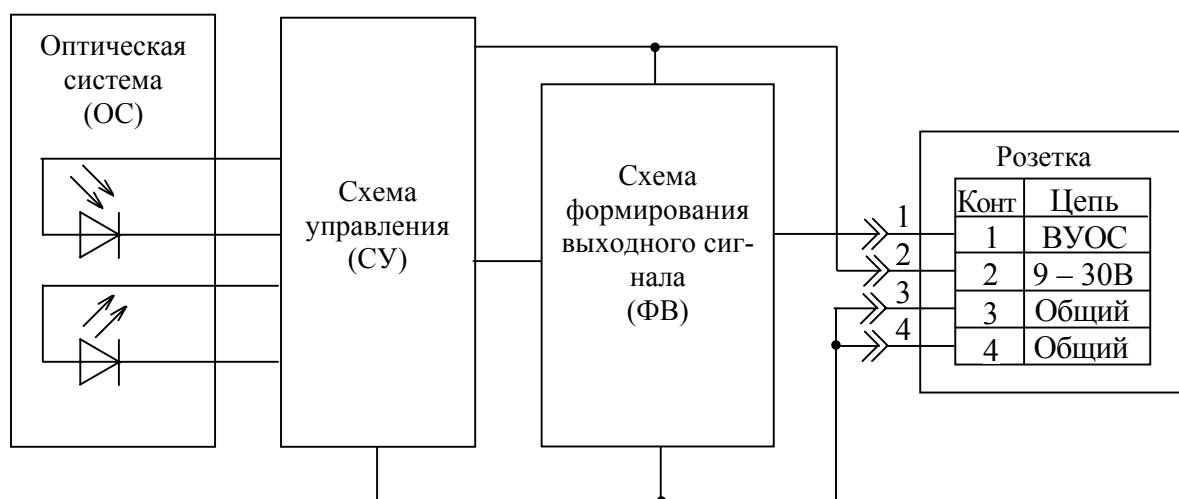 Оптическая
система
(ОС)
Схема
управления
(СУ)
Схема
формирования
выходного сиг-
нала
(ФВ)
1
2
3
4
Розетка
Конт Цепь
1 ВУОС
2 9 – 30В
3 Общий
4 Общий